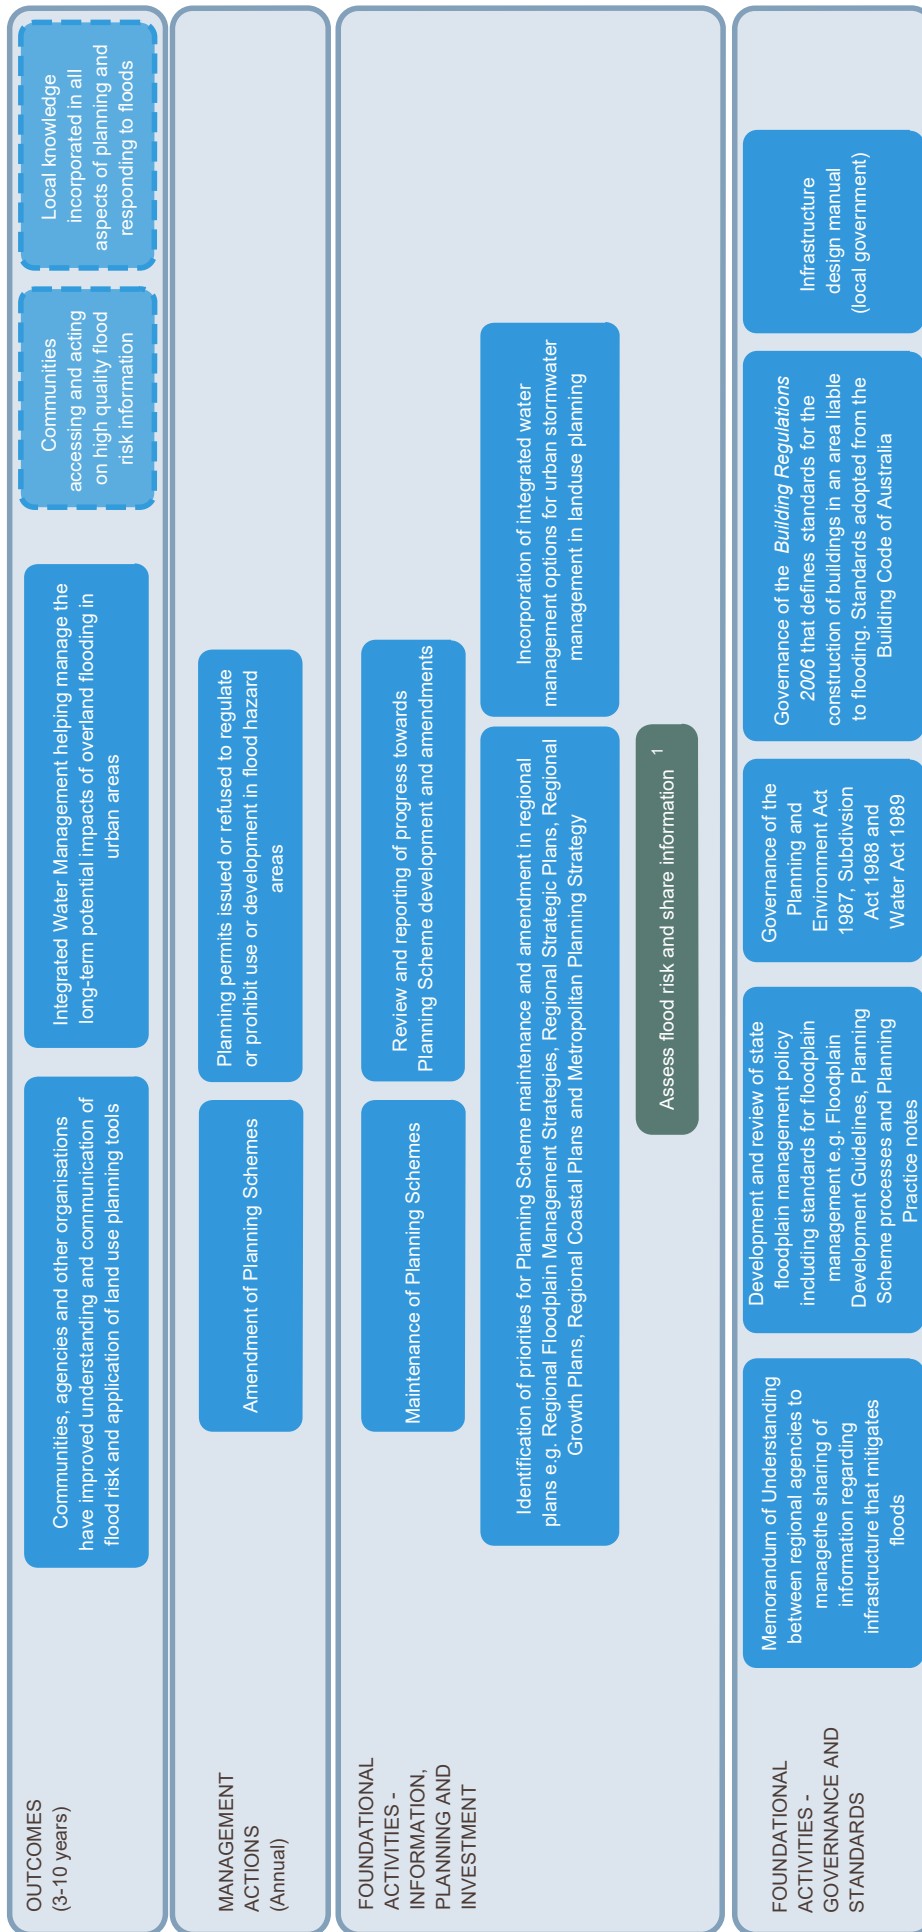 OUTCOMES
(3-10 years)
Communities, agencies and other organisations
have improved understanding and communication of
flood risk and application of land use planning tools
Integrated Water Management helping manage the
long-term potential impacts of overland flooding in
urban areas
Communities
accessing and acting
on high quality flood
risk information
Local knowledge
incorporated in all
aspects of planning and
responding to floods
MANAGEMENT
ACTIONS
(Annual)
Amendment of Planning Schemes
Planning permits issued or refused to regulate
or prohibit use or development in flood hazard
areas
FOUNDATIONAL
ACTIVITIES -
INFORMATION,
PLANNING AND
INVESTMENT
Maintenance of Planning Schemes
Review and reporting of progress towards
Planning Scheme development and amendments
Identification of priorities for Planning Scheme maintenance and amendment in regional
plans e.g. Regional Floodplain Management Strategies, Regional Strategic Plans, Regional
Growth Plans, Regional Coastal Plans and Metropolitan Planning Strategy
Incorporation of integrated water
management options for urban stormwater
management in landuse planning
Assess flood risk and share information 1
FOUNDATIONAL
ACTIVITIES -
GOVERNANCE AND
STANDARDS
Memorandum of Understanding
between regional agencies to
managethe sharing of
information regarding
infrastructure that mitigates
floods
Development and review of state
floodplain management policy
including standards for floodplain
management e.g. Floodplain
Development Guidelines, Planning
Scheme processes and Planning
Practice notes
Governance of the
Planning and
Environment Act
1987, Subdivsion
Act 1988 and
Water Act 1989
Governance of the Building Regulations
2006 that defines standards for the
construction of buildings in an area liable
to flooding. Standards adopted from the
Building Code of Australia
Infrastructure
design manual
(local government)